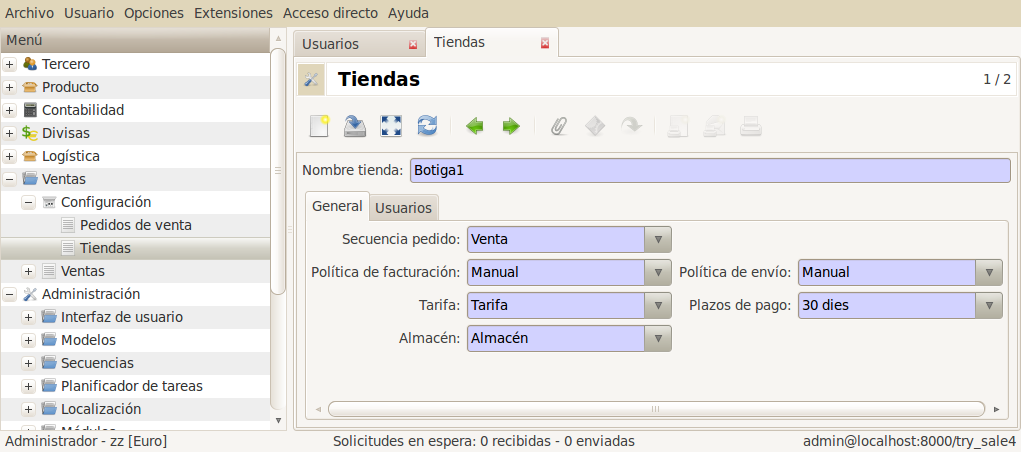 Archivo Usuario Opciones Extensiones Acceso directo Ayuda
Menú
Tercero
Producto
Contabilidad
Divisas
Logística
Ventas
Configuración
Pedidos de venta
Tiendas
Ventas
Administración
Interfaz de usuario
Modelos
Secuencias
Planificador de tareas
Localización
Módulos
Usuarios Tiendas
Tiendas 1 / 2
Nombre tienda: Botiga1
General Usuarios
Secuencia pedido: Venta
Política de facturación: Manual Política de envío: Manual
Tarifa: Tarifa Plazos de pago: 30 dies
Almacén: Almacén
Administrador - zz [Euro] Solicitudes en espera: 0 recibidas - 0 enviadas admin@localhost:8000/try_sale4